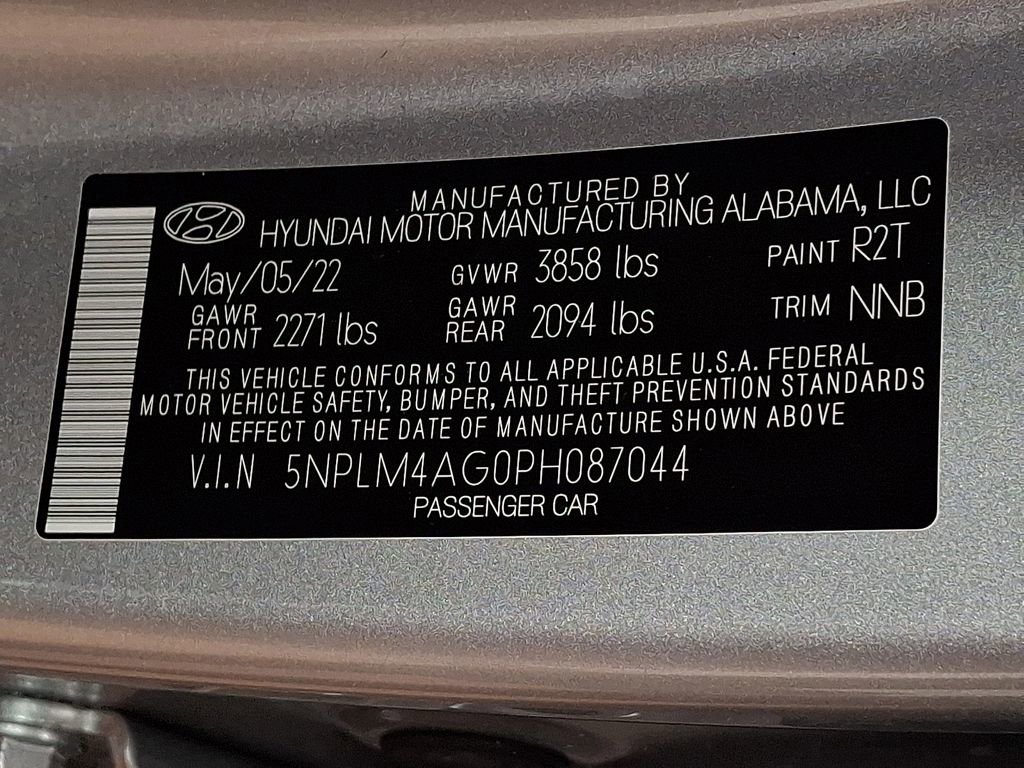 MANUFACTURED BY
HYUNDAI MOTOR MANUFACTURING ALABAMA, LLC
May/05/22 GVWR 3858 lbs PAINT R2T
GAWR FRONT 2271 lbs GAWR REAR 2094 lbs TRIM NNB
THIS VEHICLE CONFORMS TO ALL APPLICABLE U.S.A. FEDERAL
MOTOR VEHICLE SAFETY, BUMPER, AND THEFT PREVENTION STANDARDS
IN EFFECT ON THE DATE OF MANUFACTURE SHOWN ABOVE
V.I.N 5NPLM4AG0PH087044
PASSENGER CAR